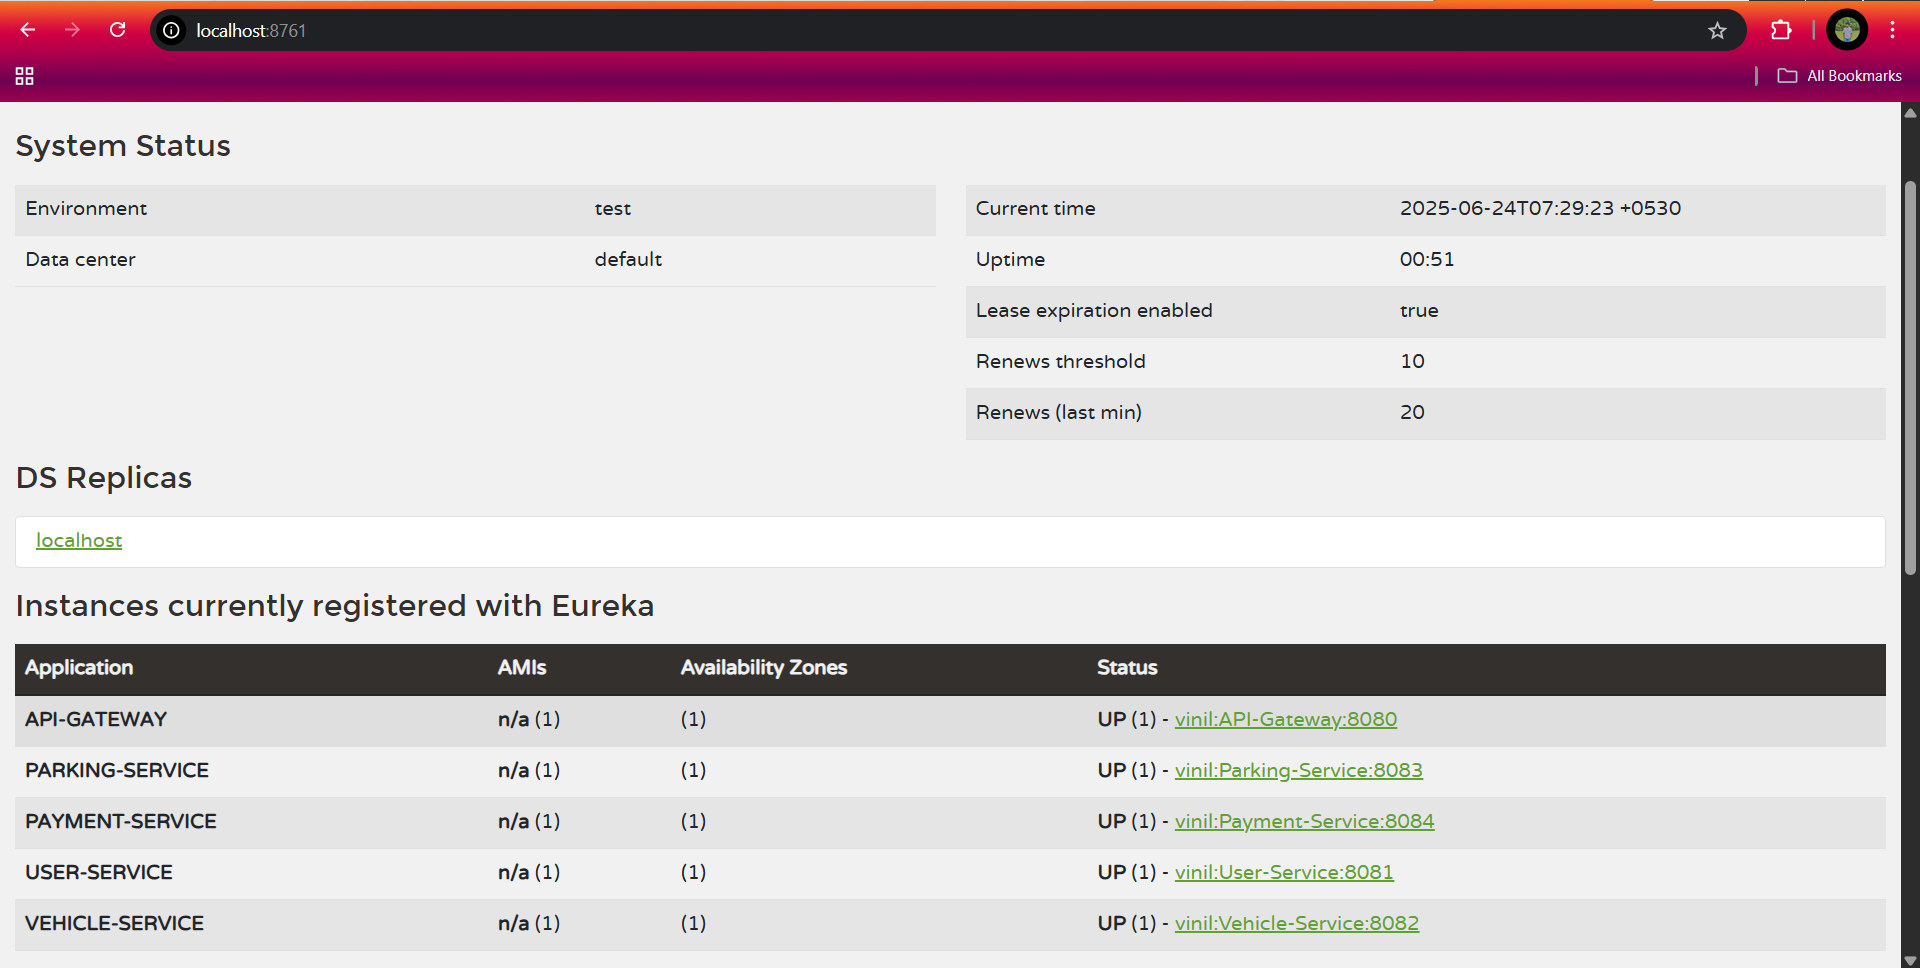 localhost:8761
All Bookmarks
System Status
Environment test
Data center default
Current time 2025-06-24T07:29:23 +0530
Uptime 00:51
Lease expiration enabled true
Renews threshold 10
Renews (last min) 20
DS Replicas
localhost
Instances currently registered with Eureka
Application AMIs Availability Zones Status
API-GATEWAY n/a (1) (1) UP (1) - vinil:API-Gateway:8080
PARKING-SERVICE n/a (1) (1) UP (1) - vinil:Parking-Service:8083
PAYMENT-SERVICE n/a (1) (1) UP (1) - vinil:Payment-Service:8084
USER-SERVICE n/a (1) (1) UP (1) - vinil:User-Service:8081
VEHICLE-SERVICE n/a (1) (1) UP (1) - vinil:Vehicle-Service:8082